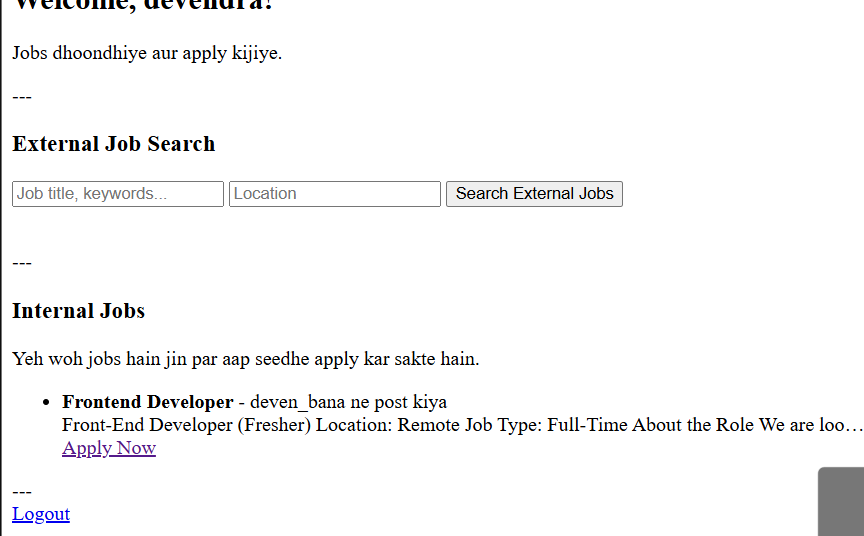 Welcome, devendra!
Jobs dhoondhiye aur apply kijiye.
---
External Job Search
Job title, keywords... Location Search External Jobs
---
Internal Jobs
Yeh woh jobs hain jin par aap seedhe apply kar sakte hain.
• Frontend Developer - deven_bana ne post kiya
Front-End Developer (Fresher) Location: Remote Job Type: Full-Time About the Role We are loo…
Apply Now
---
Logout